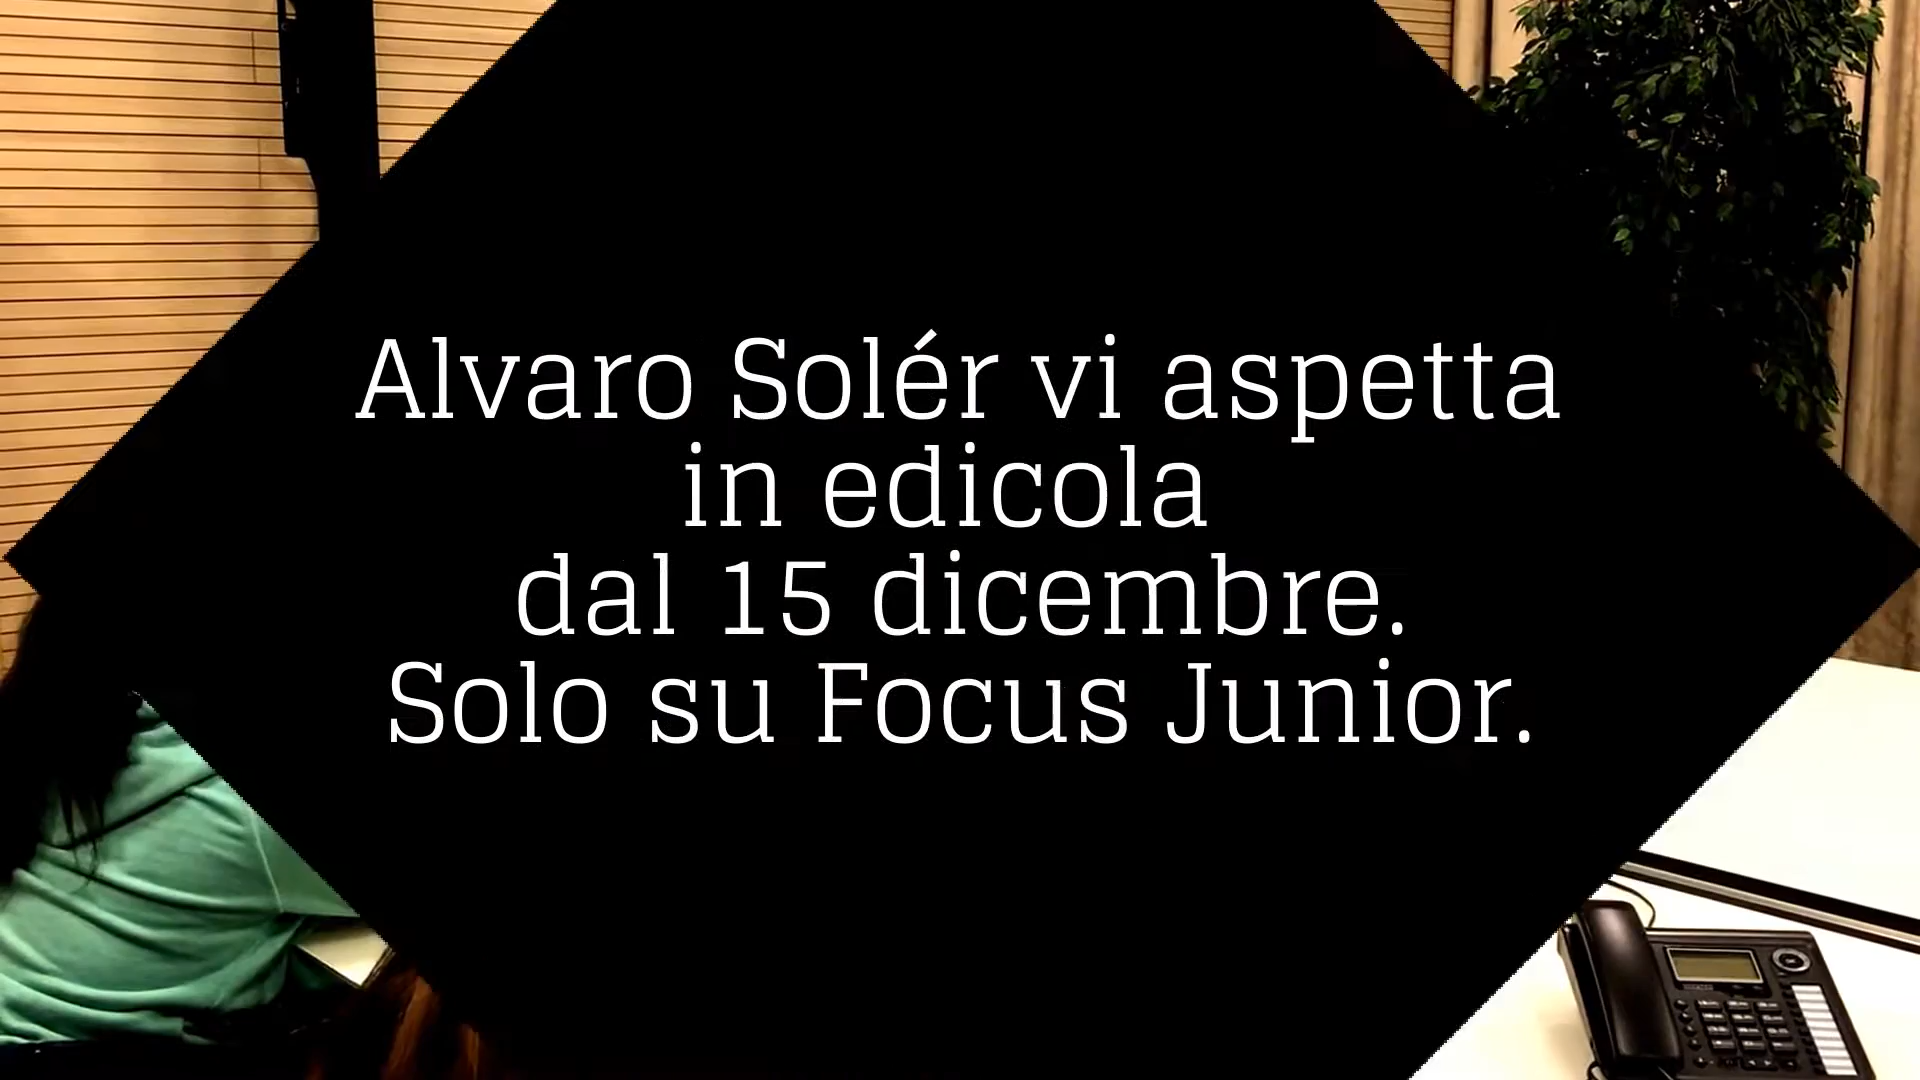 Alvaro Solér vi aspetta
in edicola
dal 15 dicembre.
Solo su Focus Junior.